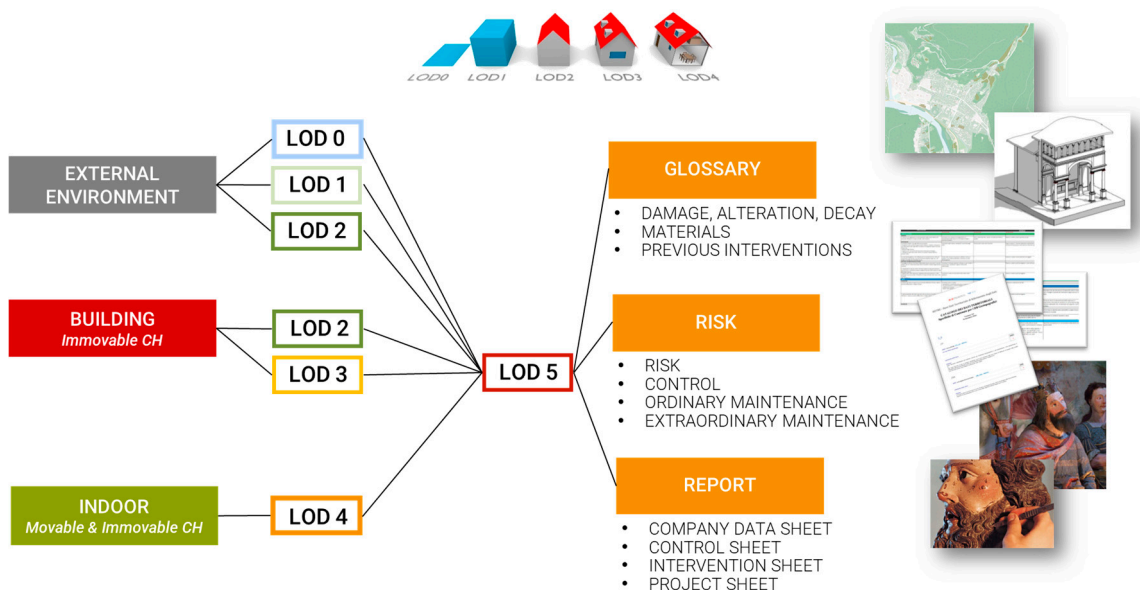 LOD0
LOD1
LOD2
LOD3
LOD4
EXTERNAL
ENVIRONMENT
LOD 0
LOD 1
LOD 2
BUILDING
Immovable CH
LOD 2
LOD 3
INDOOR
Movable & Immovable CH
LOD 4
LOD 5
GLOSSARY
• DAMAGE, ALTERATION, DECAY
• MATERIALS
• PREVIOUS INTERVENTIONS
RISK
• RISK
• CONTROL
• ORDINARY MAINTENANCE
• EXTRAORDINARY MAINTENANCE
REPORT
• COMPANY DATA SHEET
• CONTROL SHEET
• INTERVENTION SHEET
• PROJECT SHEET